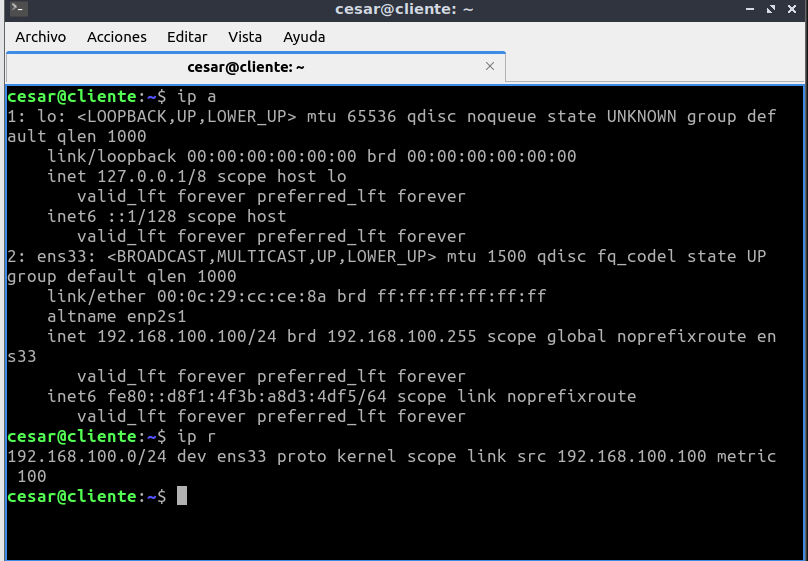 cesar@cliente: ~
Archivo Acciones Editar Vista Ayuda
cesar@cliente: ~
cesar@cliente:~$ ip a
1: lo: <LOOPBACK,UP,LOWER_UP> mtu 65536 qdisc noqueue state UNKNOWN group def
ault qlen 1000
    link/loopback 00:00:00:00:00:00 brd 00:00:00:00:00:00
    inet 127.0.0.1/8 scope host lo
       valid_lft forever preferred_lft forever
    inet6 ::1/128 scope host
       valid_lft forever preferred_lft forever
2: ens33: <BROADCAST,MULTICAST,UP,LOWER_UP> mtu 1500 qdisc fq_codel state UP
group default qlen 1000
    link/ether 00:0c:29:cc:ce:8a brd ff:ff:ff:ff:ff:ff
    altname enp2s1
    inet 192.168.100.100/24 brd 192.168.100.255 scope global noprefixroute en
s33
       valid_lft forever preferred_lft forever
    inet6 fe80::d8f1:4f3b:a8d3:4df5/64 scope link noprefixroute
       valid_lft forever preferred_lft forever
cesar@cliente:~$ ip r
192.168.100.0/24 dev ens33 proto kernel scope link src 192.168.100.100 metric
 100
cesar@cliente:~$